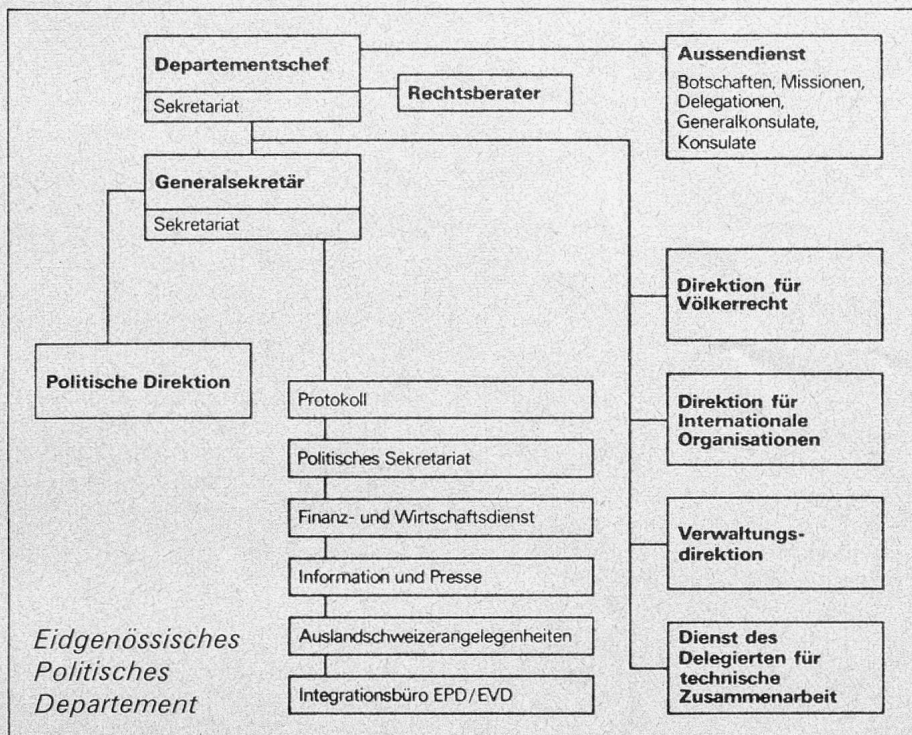 Departementschef
Sekretariat
Rechtsberater
Aussendienst
Botschaften, Missionen,
Delegationen,
Generalkonsulate,
Konsulate
Generalsekretär
Sekretariat
Politische Direktion
Protokoll
Politisches Sekretariat
Finanz- und Wirtschaftsdienst
Information und Presse
Auslandschweizerangelegenheiten
Integrationsbüro EPD/EVD
Direktion für
Völkerrecht
Direktion für
Internationale
Organisationen
Verwaltungs-
direktion
Dienst des
Delegierten für
technische
Zusammenarbeit
Eidgenössisches
Politisches
Departement